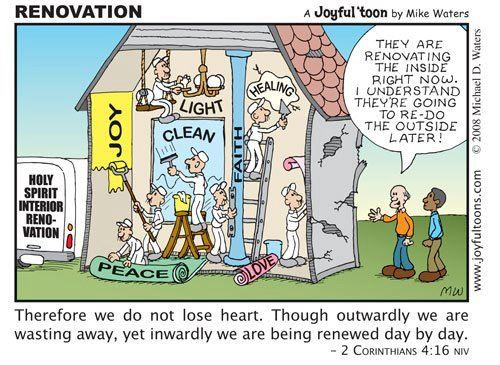 RENOVATION
A Joyful 'toon by Mike Waters
THEY ARE
RENOVATING
THE INSIDE
RIGHT NOW.
I UNDERSTAND
THEY'RE GOING
TO RE-DO
THE OUTSIDE
LATER!
LIGHT
HEALING
JOY
CLEAN
FAITH
HOLY
SPIRIT
INTERIOR
RENO-
VATION
PEACE
LOVE
MW
© 2008 Michael D. Waters
www.joyfultoons.com
Therefore we do not lose heart. Though outwardly we are
wasting away, yet inwardly we are being renewed day by day.
– 2 CORINTHIANS 4:16 NIV